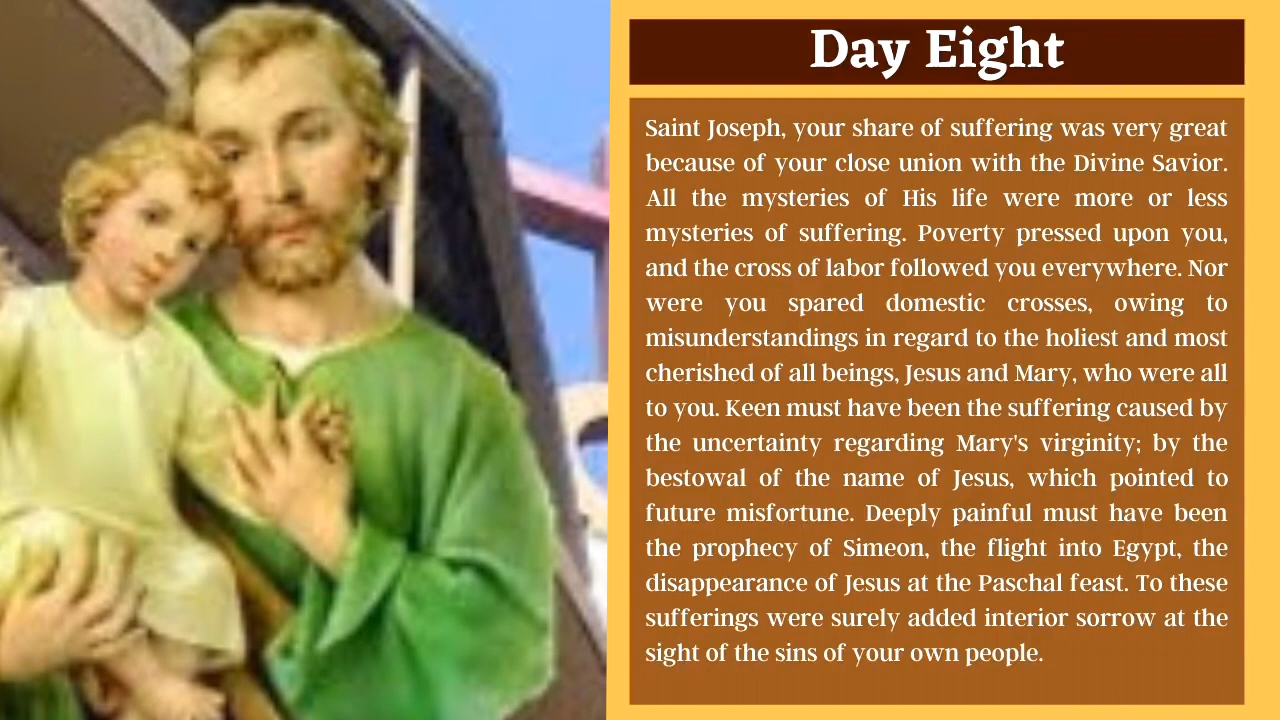 Day Eight
Saint Joseph, your share of suffering was very great
because of your close union with the Divine Savior.
All the mysteries of His life were more or less
mysteries of suffering. Poverty pressed upon you,
and the cross of labor followed you everywhere. Nor
were you spared domestic crosses, owing to
misunderstandings in regard to the holiest and most
cherished of all beings, Jesus and Mary, who were all
to you. Keen must have been the suffering caused by
the uncertainty regarding Mary's virginity; by the
bestowal of the name of Jesus, which pointed to
future misfortune. Deeply painful must have been
the prophecy of Simeon, the flight into Egypt, the
disappearance of Jesus at the Paschal feast. To these
sufferings were surely added interior sorrow at the
sight of the sins of your own people.